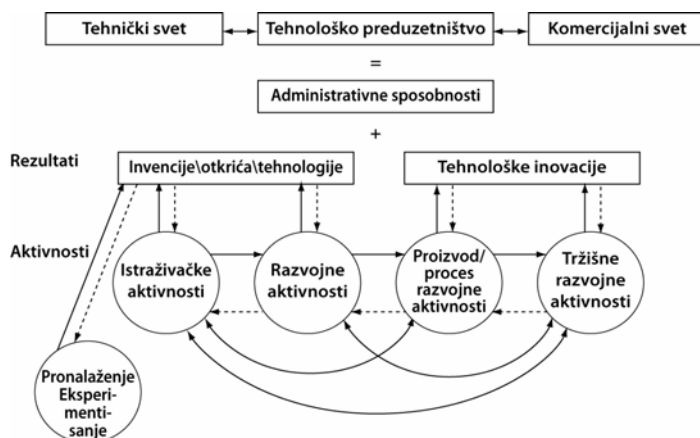 Tehnički svet
Tehnološko preduzetništvo
Komercijalni svet
=
Administrativne sposobnosti
+
Rezultati
Invencije\otkrića\tehnologije
Tehnološke inovacije
Aktivnosti
Istraživačke
aktivnosti
Razvojne
aktivnosti
Proizvod/
proces
razvojne
aktivnosti
Tržišne
razvojne
aktivnosti
Pronalaženje
Eksperi-
menti-
sanje